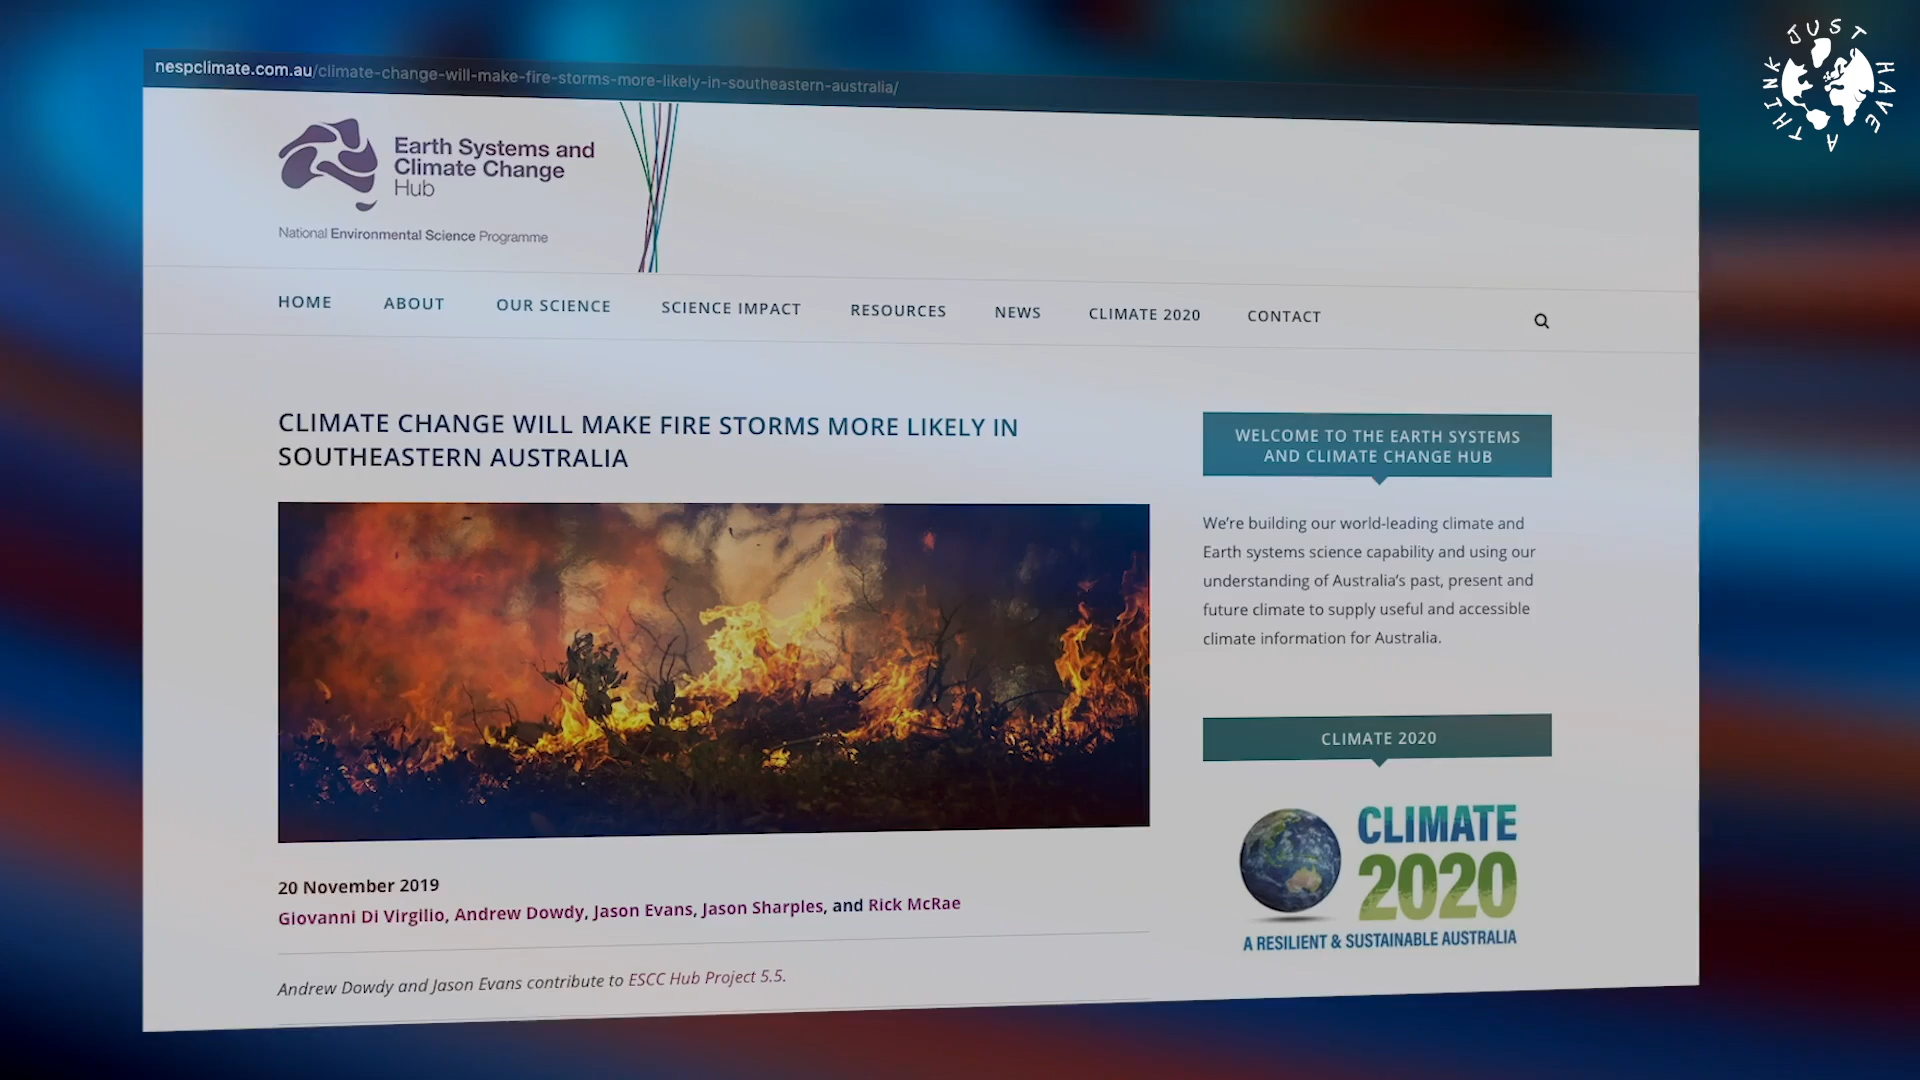 nespclimate.com.au/climate-change-will-make-fire-storms-more-likely-in-southeastern-australia/
JUST HAVE A THINK
Earth Systems and
Climate Change
Hub
National Environmental Science Programme
HOME ABOUT OUR SCIENCE SCIENCE IMPACT RESOURCES NEWS CLIMATE 2020 CONTACT
CLIMATE CHANGE WILL MAKE FIRE STORMS MORE LIKELY IN
SOUTHEASTERN AUSTRALIA
20 November 2019
Giovanni Di Virgilio, Andrew Dowdy, Jason Evans, Jason Sharples, and Rick McRae
Andrew Dowdy and Jason Evans contribute to ESCC Hub Project 5.5.
WELCOME TO THE EARTH SYSTEMS
AND CLIMATE CHANGE HUB
We're building our world-leading climate and
Earth systems science capability and using our
understanding of Australia's past, present and
future climate to supply useful and accessible
climate information for Australia.
CLIMATE 2020
CLIMATE
2020
A RESILIENT & SUSTAINABLE AUSTRALIA